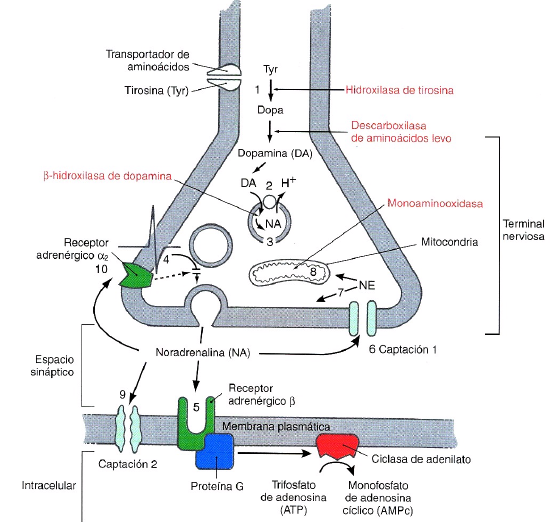 Transportador de
aminoácidos
Tirosina (Tyr)
Tyr
1
Hidroxilasa de tirosina
Dopa
Descarboxilasa
de aminoácidos levo
Dopamina (DA)
β-hidroxilasa de dopamina
DA
2
H+
NA
3
Monoaminooxidasa
Mitocondria
Terminal
nerviosa
Receptor
adrenérgico α2
10
4
8
7
NE
6 Captación 1
Noradrenalina (NA)
Espacio
sináptico
9
5
Receptor
adrenérgico β
Membrana plasmática
Captación 2
Proteína G
Ciclasa de adenilato
Intracelular
Trifosfato
de adenosina
(ATP)
Monofosfato
de adenosina
cíclico (AMPc)